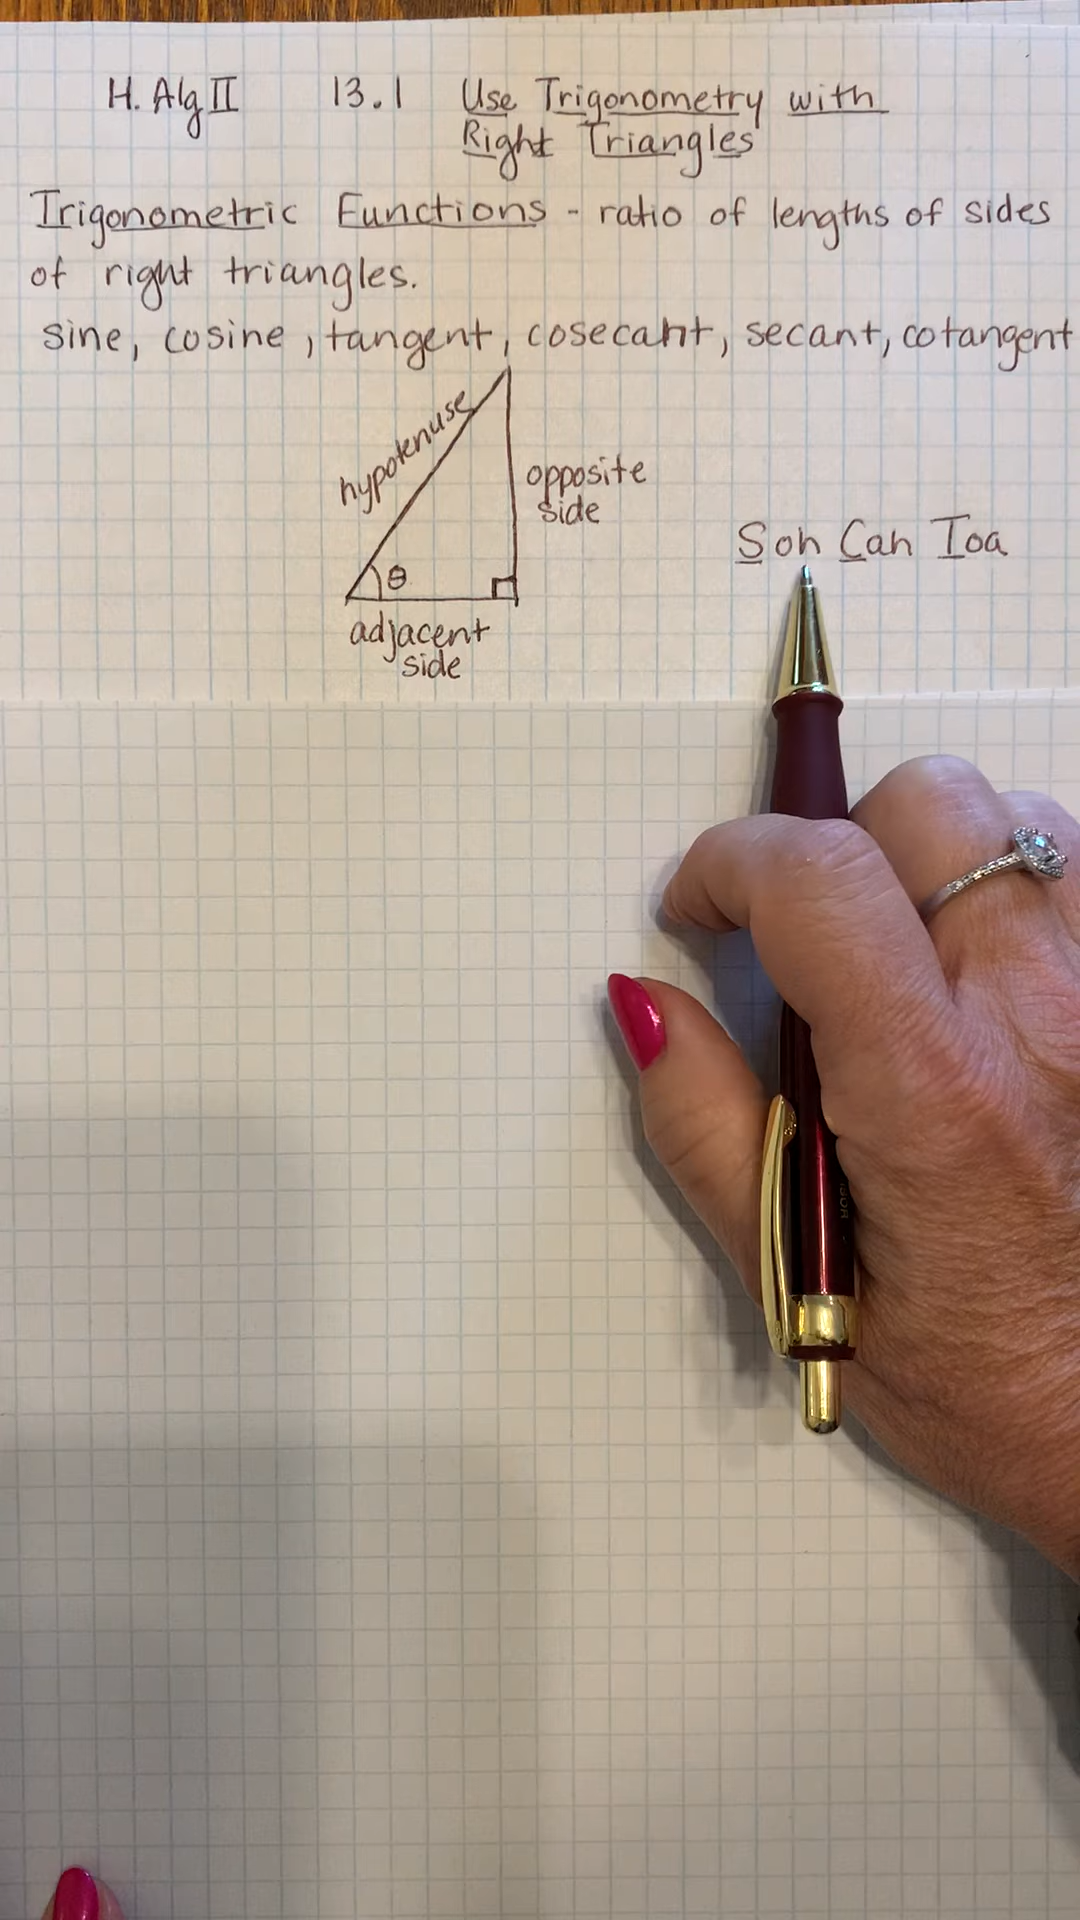 H. Alg II 13.1 Use Trigonometry with
Right Triangles
Trigonometric Functions - ratio of lengths of sides
of right triangles.
sine, cosine, tangent, cosecant, secant, cotangent
hypotenuse
opposite
side
Soh Cah Toa
θ
adjacent
side